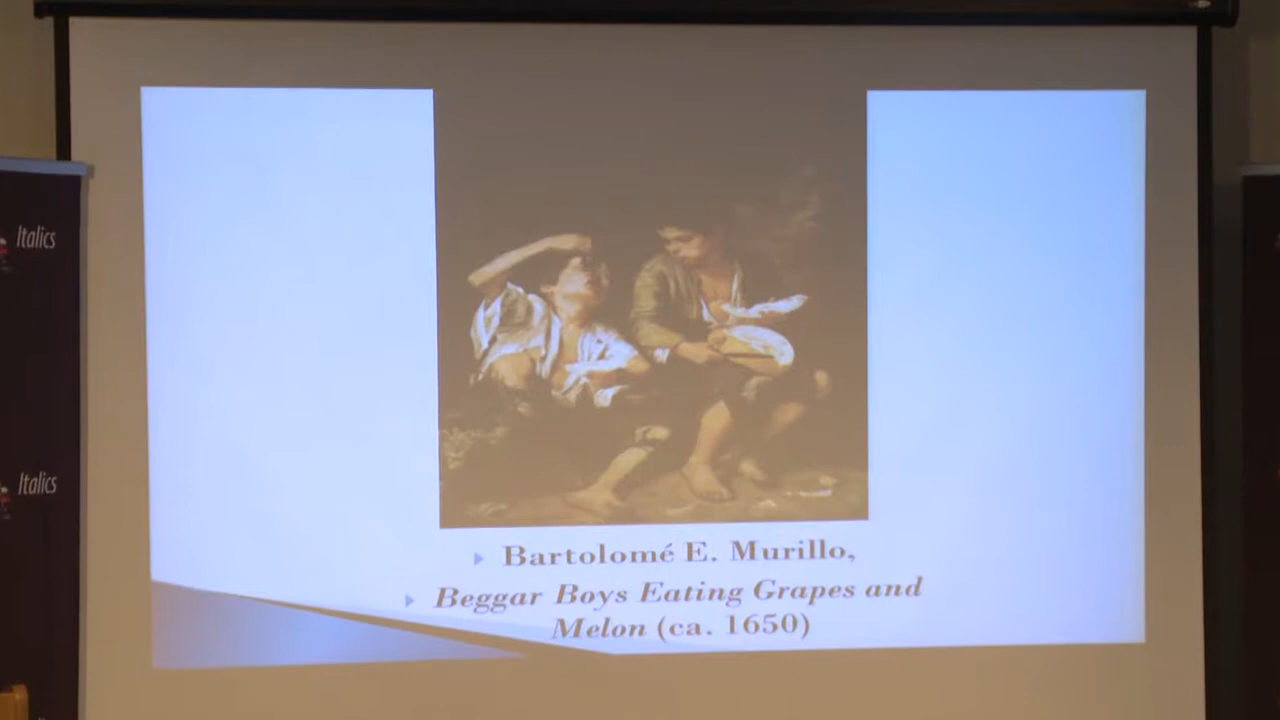 Italics
Italics
Bartolomé E. Murillo,
Beggar Boys Eating Grapes and
Melon (ca. 1650)